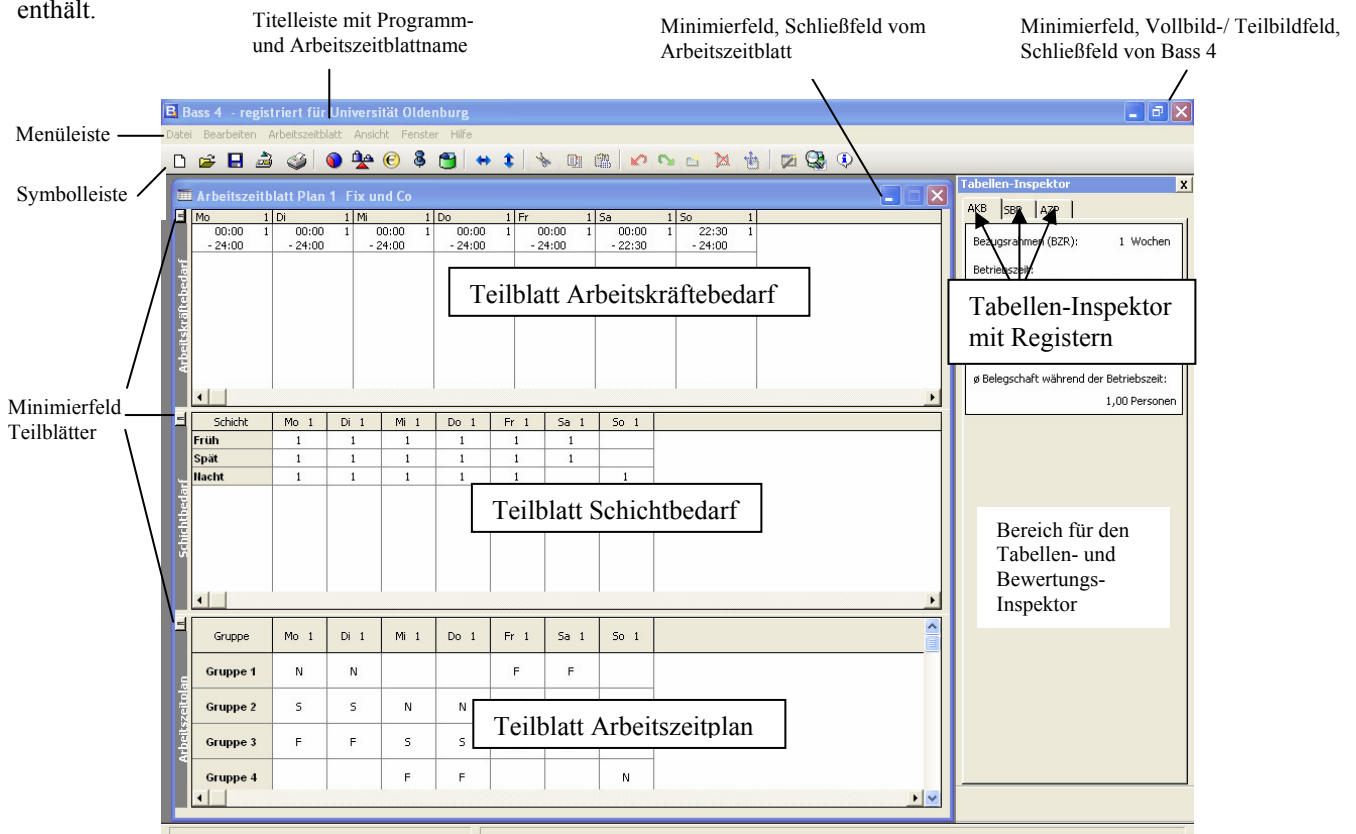 enthält.
Titelleiste mit Programm-
und Arbeitszeitblattname
Minimierfeld, Schließfeld vom
Arbeitszeitblatt
Minimierfeld, Vollbild-/ Teilbildfeld,
Schließfeld von Bass 4
Bass 4 - registriert für Universität Oldenburg
Menüleiste
Datei Bearbeiten Arbeitszeitblatt Ansicht Fenster Hilfe
Symbolleiste
Arbeitszeitblatt Plan 1 Fix und Co
Tabellen-Inspektor
AKB SBP AZP
Mo 1 Di 1 Mi 1 Do 1 Fr 1 Sa 1 So 1
00:00 1 00:00 1 00:00 1 00:00 1 00:00 1 00:00 1 22:30 1
- 24:00 - 24:00 - 24:00 - 24:00 - 24:00 - 22:30 - 24:00
Arbeitskräftebedarf
Teilblatt Arbeitskräftebedarf
Bezugsrahmen (BZR): 1 Wochen
Betriebszeit:
Tabellen-Inspektor
mit Registern
ø Belegschaft während der Betriebszeit:
1,00 Personen
Minimierfeld
Teilblätter
Schicht Mo 1 Di 1 Mi 1 Do 1 Fr 1 Sa 1 So 1
Früh 1 1 1 1 1 1
Spät 1 1 1 1 1 1
Nacht 1 1 1 1 1 1
Schichtbedarf
Teilblatt Schichtbedarf
Bereich für den
Tabellen- und
Bewertungs-
Inspektor
Gruppe Mo 1 Di 1 Mi 1 Do 1 Fr 1 Sa 1 So 1
Gruppe 1 N N F F
Gruppe 2 S S N N
Gruppe 3 F F S S
Gruppe 4 F F N
Arbeitszeitplan
Teilblatt Arbeitszeitplan